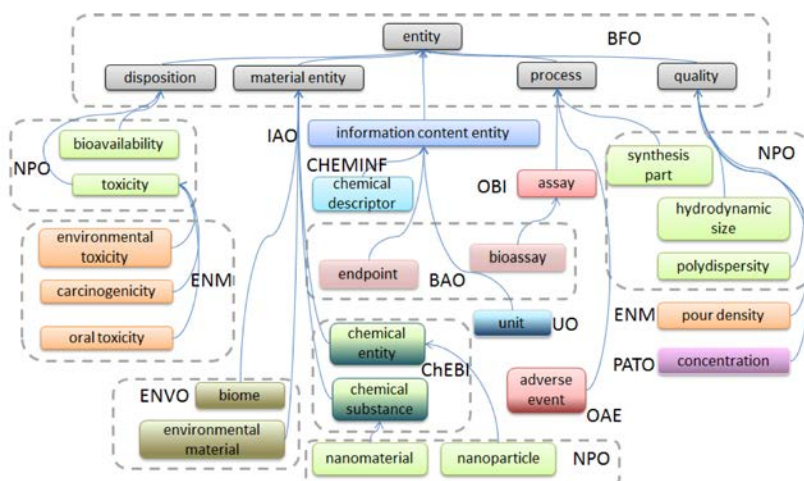 entity
BFO
disposition
material entity
process
quality
bioavailability
IAO
information content entity
NPO
NPO
CHEMINF
synthesis
part
toxicity
chemical
descriptor
OBI
assay
hydrodynamic
size
environmental
toxicity
bioassay
endpoint
BAO
polydispersity
carcinogenicity
ENM
unit
UO
ENM
pour density
oral toxicity
chemical
entity
ChEBI
PATO
concentration
ENVO
biome
chemical
substance
adverse
event
OAE
environmental
material
nanomaterial
nanoparticle
NPO